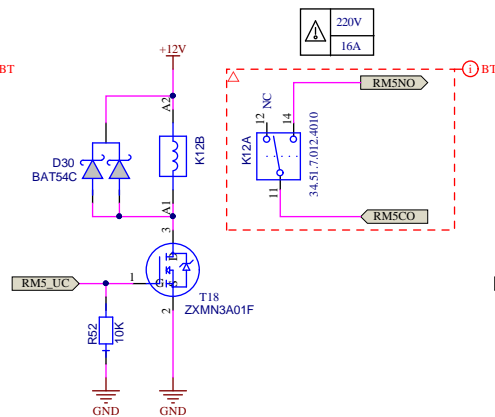 220V
16A
+12V
BT
i
BT
A2
12
NC
14
RM5NO
D30
BAT54C
K12B
K12A
34.51.7.012.4010
11
A1
RM5CO
3
D
RM5_UC
1
G
S
T18
ZXMN3A01F
2
R52
10K
GND
GND